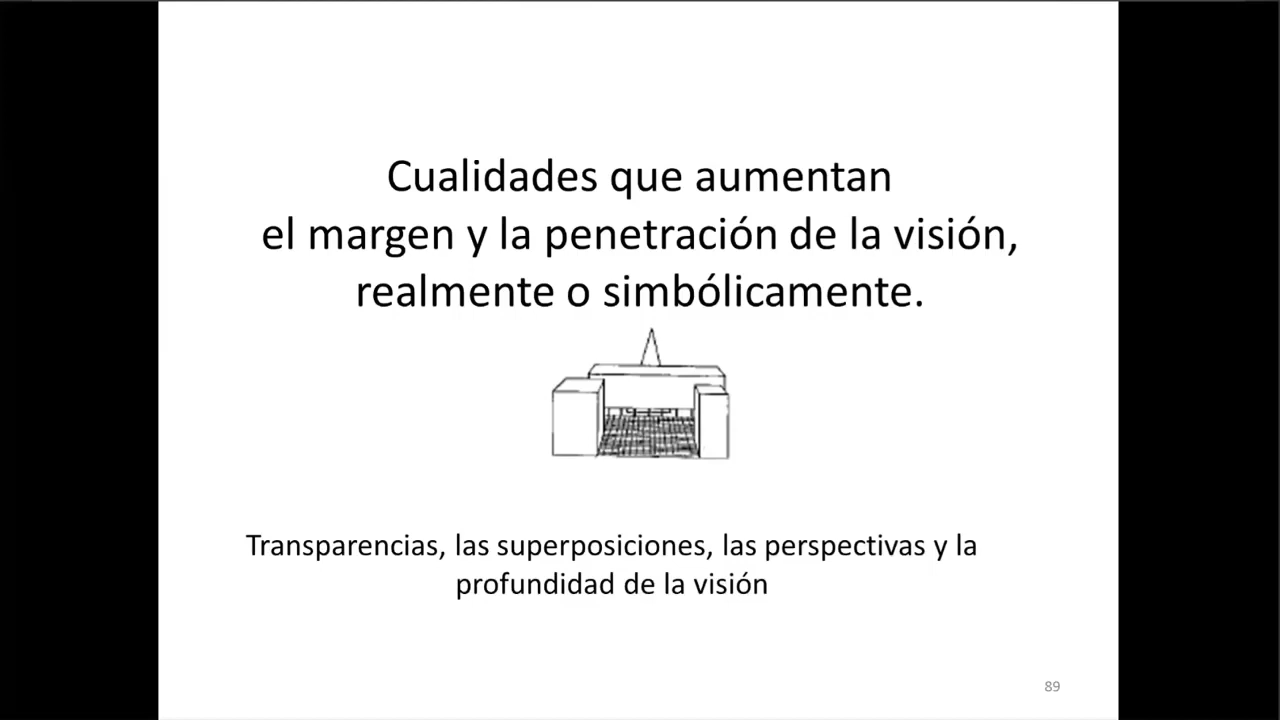 Cualidades que aumentan
el margen y la penetración de la visión,
realmente o simbólicamente.
Transparencias, las superposiciones, las perspectivas y la
profundidad de la visión
89